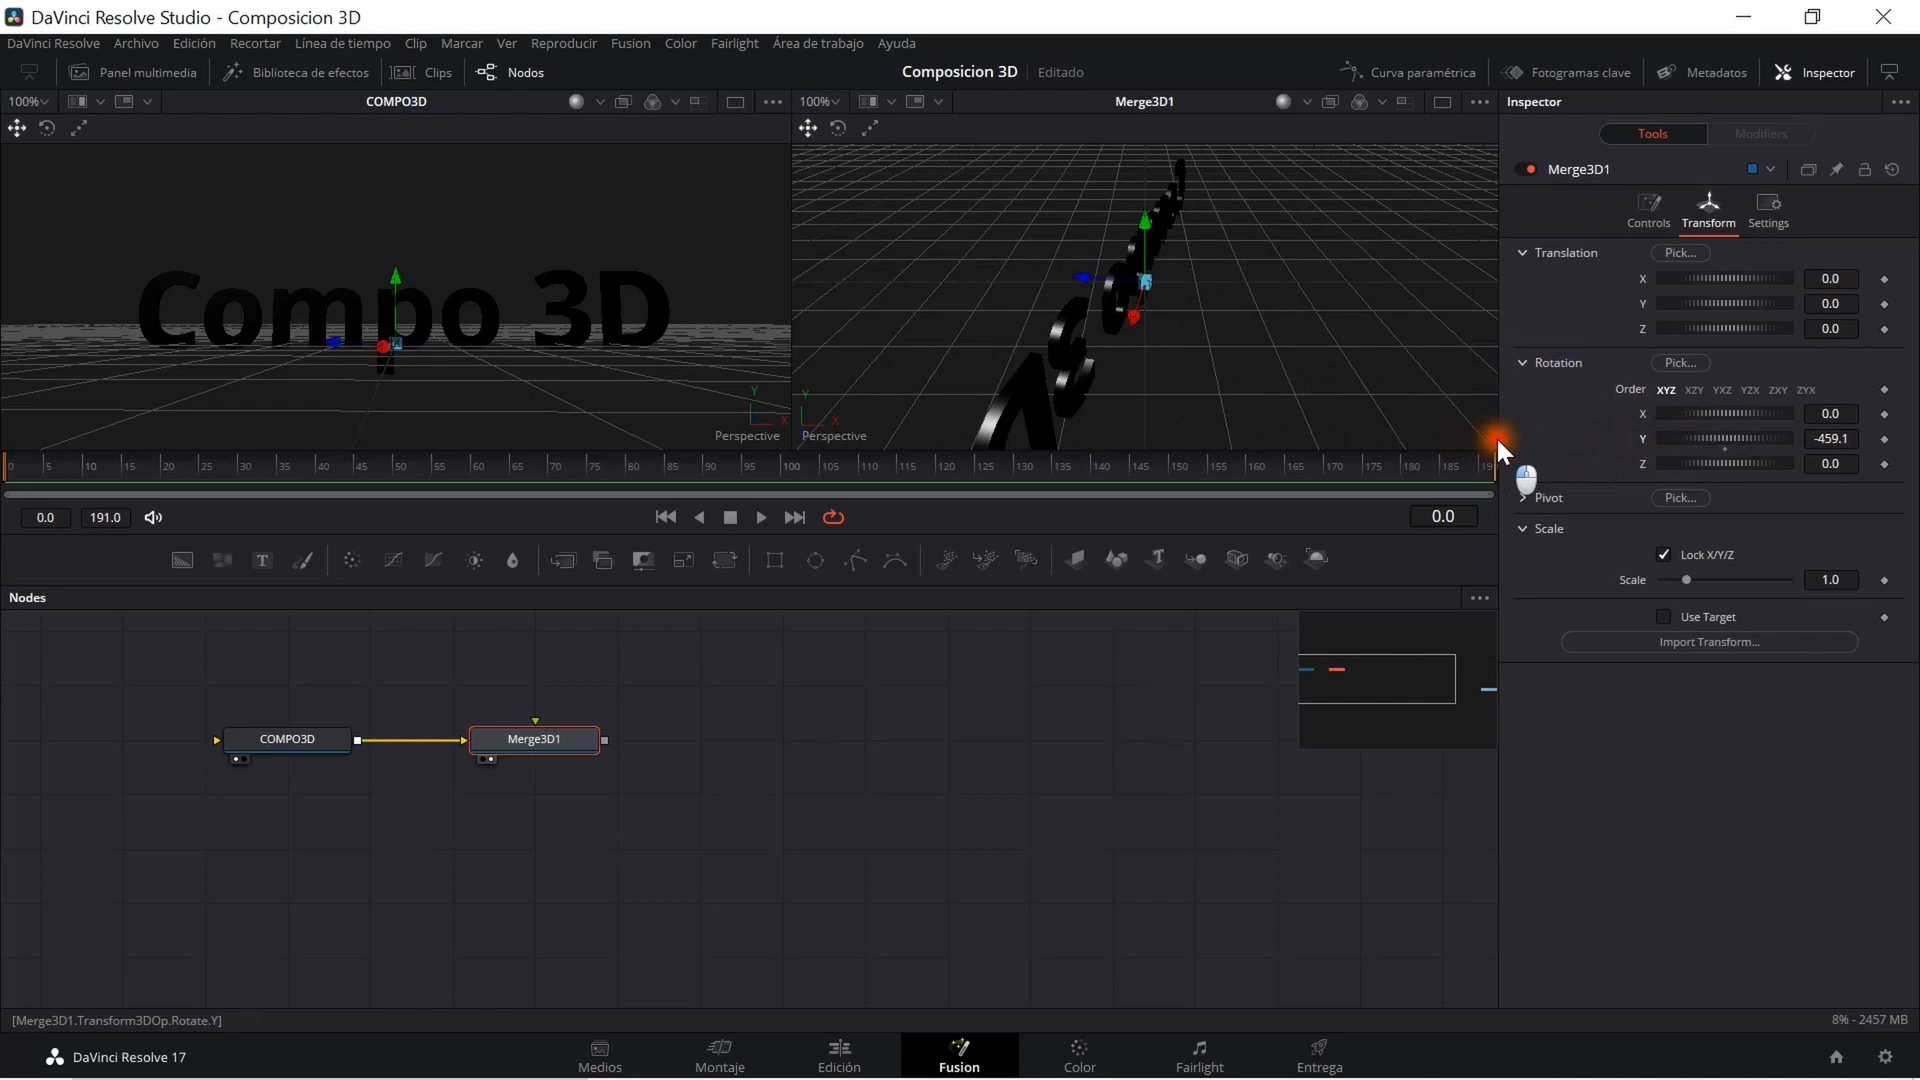 DaVinci Resolve Studio - Composicion 3D
DaVinci Resolve Archivo Edición Recortar Línea de tiempo Clip Marcar Ver Reproducir Fusion Color Fairlight Área de trabajo Ayuda
Panel multimedia Biblioteca de efectos Clips Nodos Composicion 3D Editado Curva paramétrica Fotogramas clave Metadatos Inspector
100% COMPO3D 100% Merge3D1 Inspector
Tools Modifiers
Merge3D1
Controls Transform Settings
Translation Pick...
X 0.0
Y 0.0
Z 0.0
Rotation Pick...
Order XYZ XZY YXZ YZX ZXY ZYX
X 0.0
Y -459.1
Z 0.0
Pivot Pick...
Scale
Lock X/Y/Z
Scale 1.0
Use Target
Import Transform...
Compo 3D
Y X
Perspective
Y X
Perspective
0 5 10 15 20 25 30 35 40 45 50 55 60 65 70 75 80 85 90 95 100 105 110 115 120 125 130 135 140 145 150 155 160 165 170 175 180 185
0.0 191.0 0.0
Nodes
COMPO3D Merge3D1
[Merge3D1.Transform3DOp.Rotate.Y] 8% - 2457 MB
DaVinci Resolve 17 Medios Montaje Edición Fusion Color Fairlight Entrega